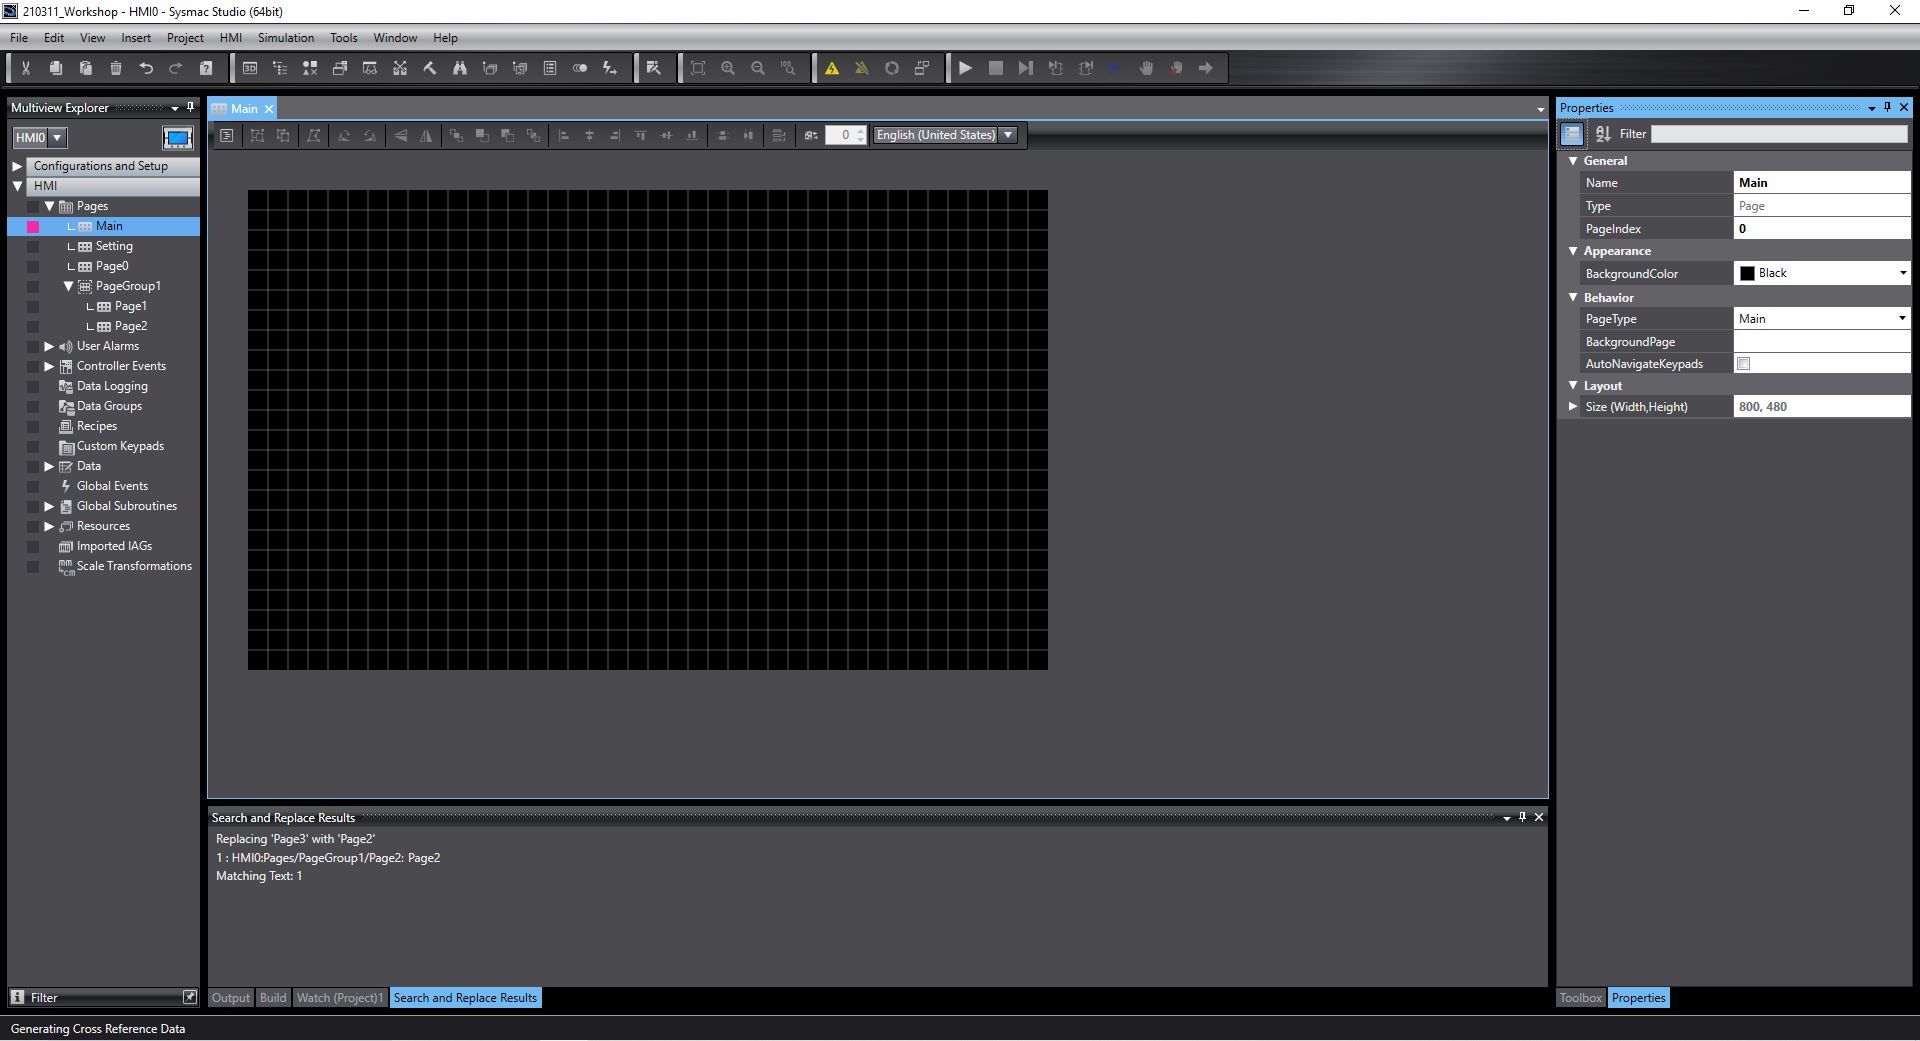 210311_Workshop - HMI0 - Sysmac Studio (64bit)
File Edit View Insert Project HMI Simulation Tools Window Help
3D
100%
Multiview Explorer
HMI0
Configurations and Setup
HMI
Pages
Main
Setting
Page0
PageGroup1
Page1
Page2
User Alarms
Controller Events
Data Logging
Data Groups
Recipes
Custom Keypads
Data
Global Events
Global Subroutines
Resources
Imported IAGs
Scale Transformations
Filter
Main
0 English (United States)
Search and Replace Results
Replacing 'Page3' with 'Page2'
1 : HMI0:Pages/PageGroup1/Page2: Page2
Matching Text: 1
Output Build Watch (Project)1 Search and Replace Results
Properties
Filter
General
Name Main
Type Page
PageIndex 0
Appearance
BackgroundColor Black
Behavior
PageType Main
BackgroundPage
AutoNavigateKeypads
Layout
Size (Width,Height) 800, 480
Toolbox Properties
Generating Cross Reference Data